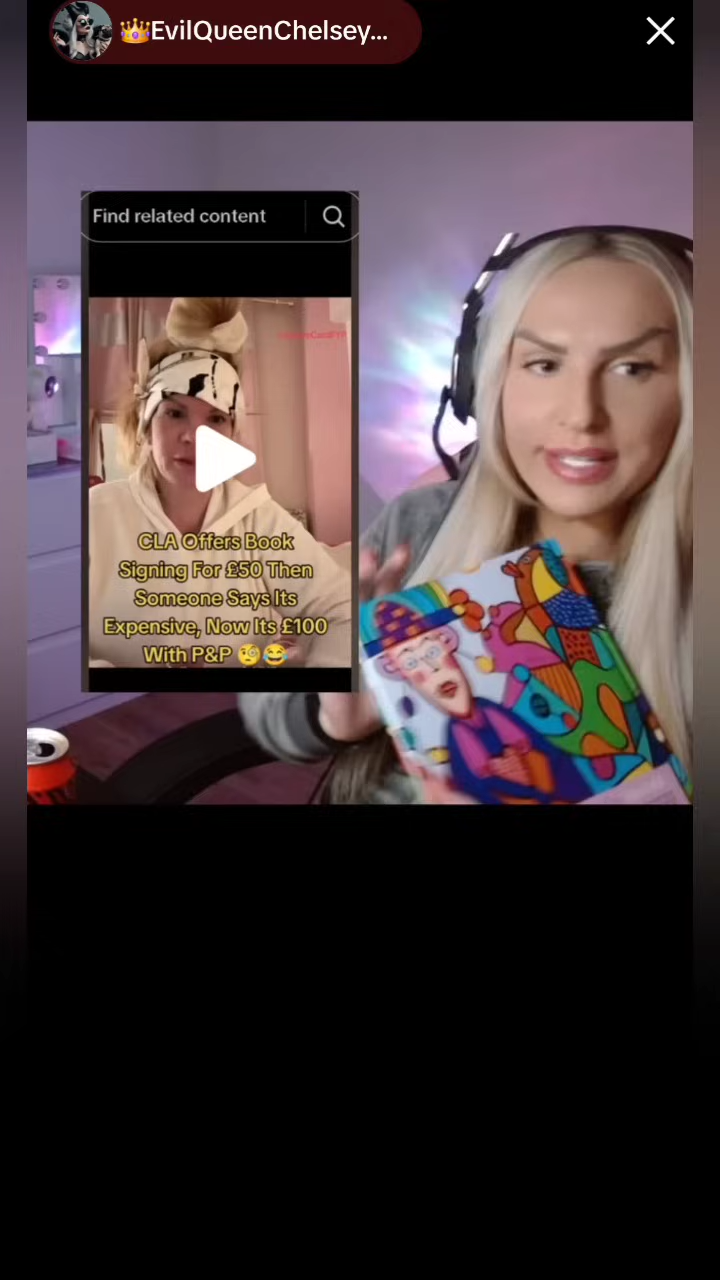 👑EvilQueenChelsey...
Find related content
CLA Offers Book
Signing For £50 Then
Someone Says Its
Expensive, Now Its £100
With P&P 🧐😂